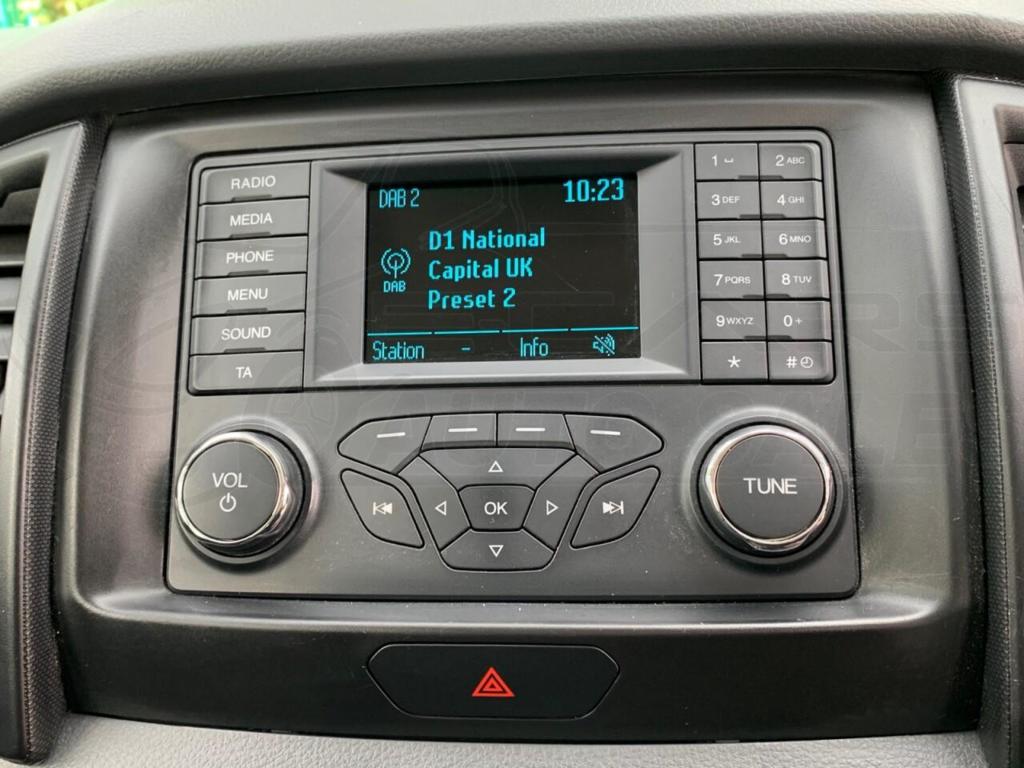 RADIO
MEDIA
PHONE
MENU
SOUND
TA
DAB 2 10:23
D1 National
DAB Capital UK
Preset 2
Station - Info
1 ␣ 2 ABC
3 DEF 4 GHI
5 JKL 6 MNO
7 PQRS 8 TUV
9 WXYZ 0 +
* #
VOL
OK
TUNE
AUTO SALES